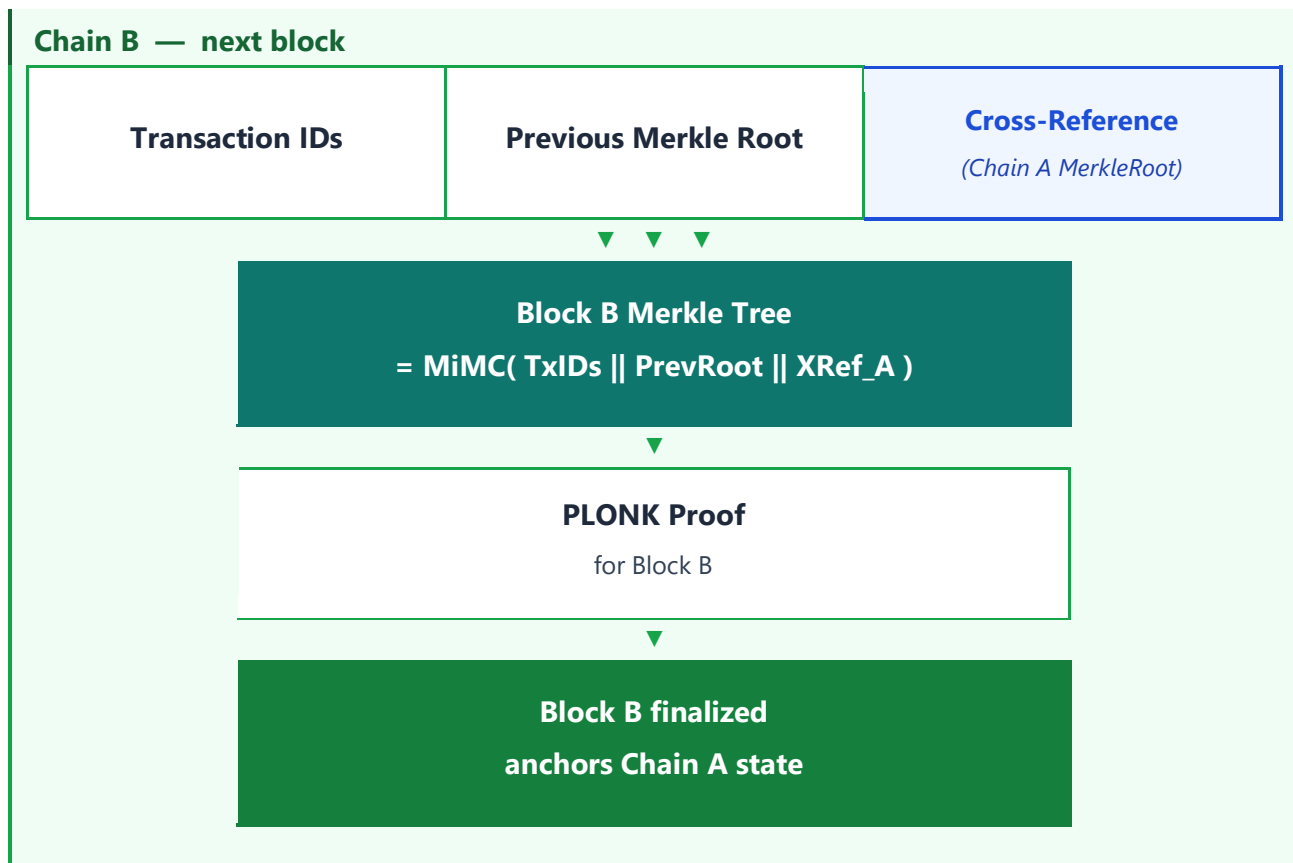 Chain B — next block
Transaction IDs
Previous Merkle Root
Cross-Reference
(Chain A MerkleRoot)
Block B Merkle Tree
= MiMC( TxIDs || PrevRoot || XRef_A )
PLONK Proof
for Block B
Block B finalized
anchors Chain A state